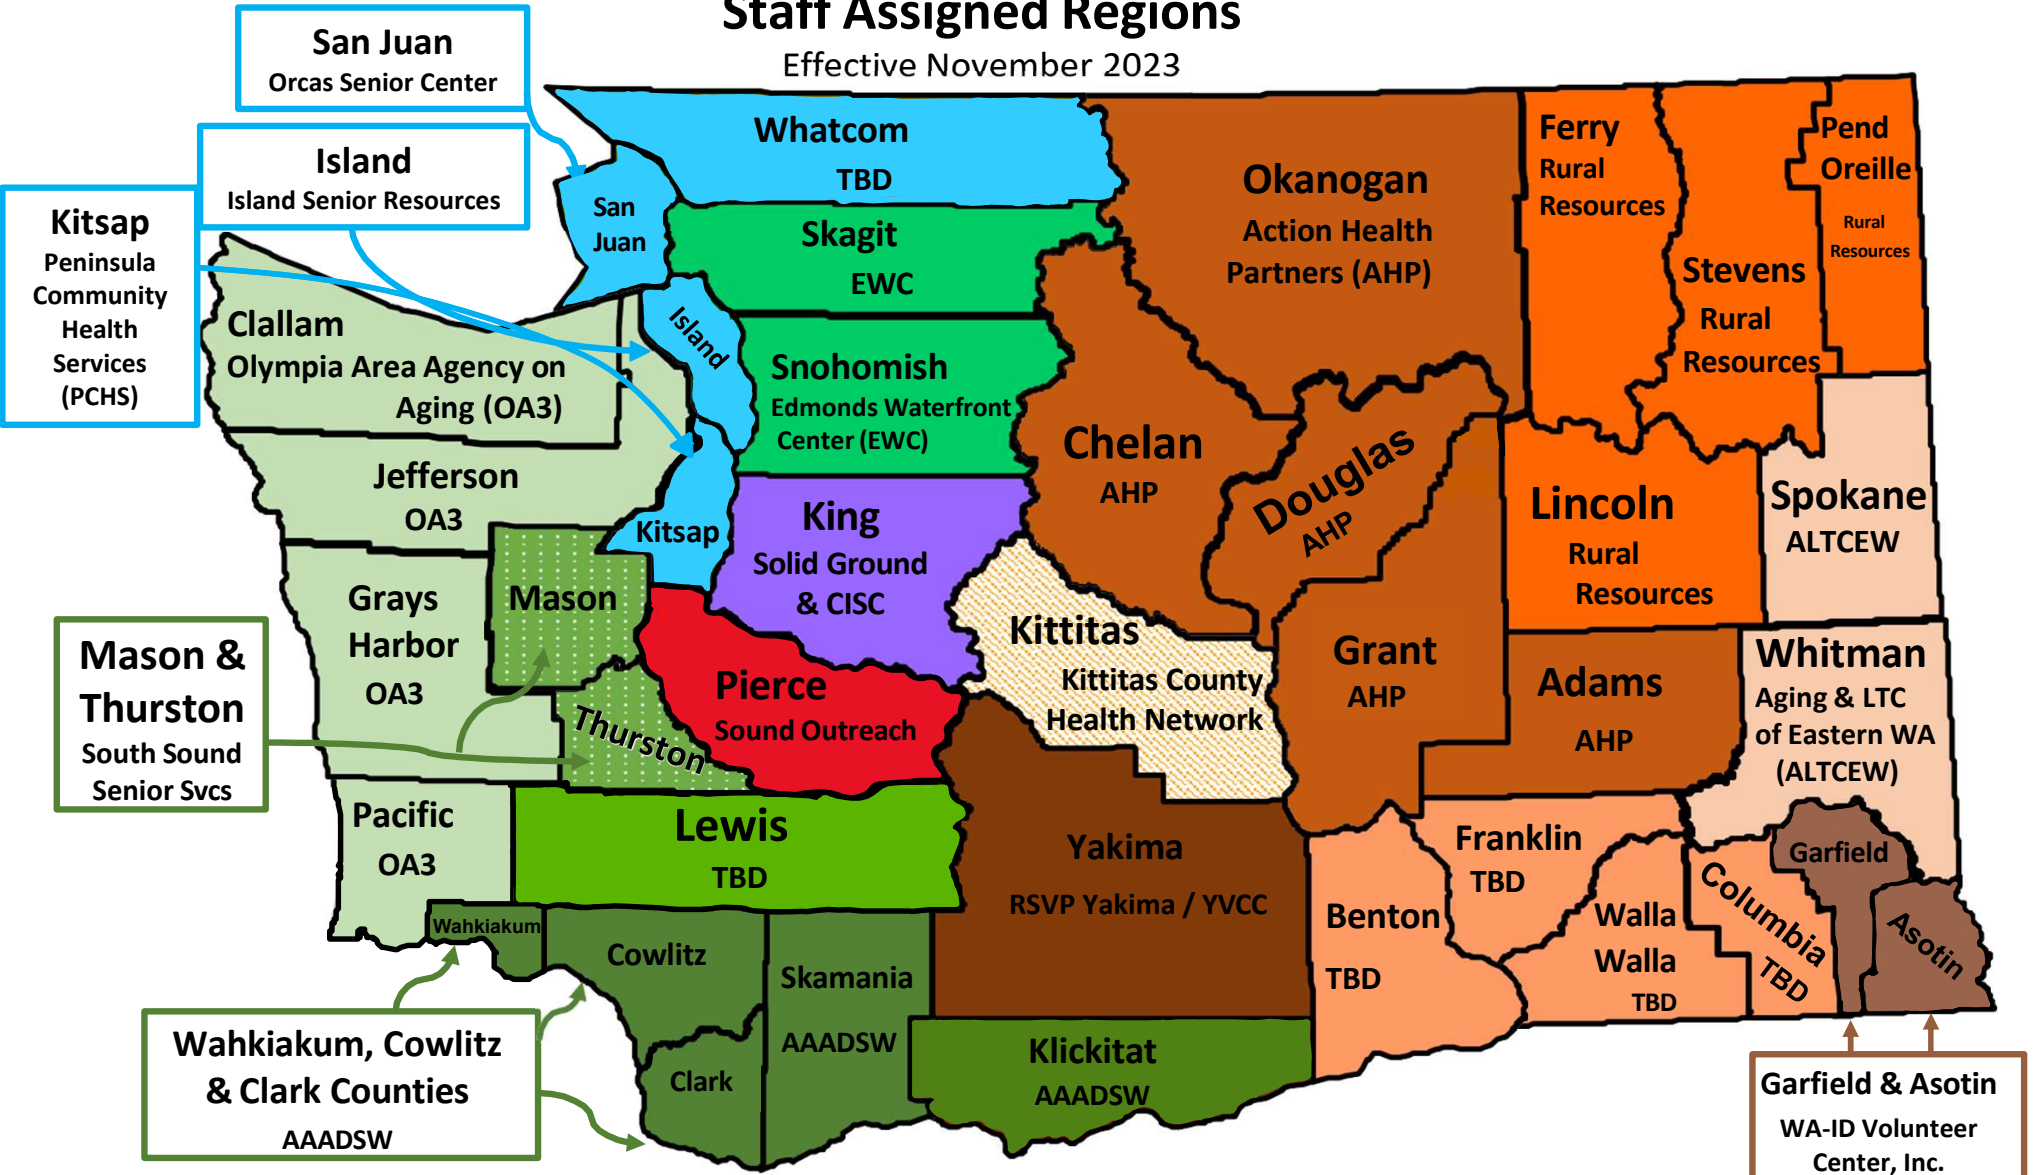 Staff Assigned Regions
Effective November 2023
San Juan
Orcas Senior Center
Island
Island Senior Resources
Kitsap
Peninsula
Community
Health
Services
(PCHS)
Whatcom
TBD
San
Juan
Skagit
EWC
Island
Snohomish
Edmonds Waterfront
Center (EWC)
Clallam
Olympia Area Agency on
Aging (OA3)
Jefferson
OA3
Kitsap
King
Solid Ground
& CISC
Okanogan
Action Health
Partners (AHP)
Ferry
Rural
Resources
Stevens
Rural
Resources
Pend
Oreille
Rural
Resources
Chelan
AHP
Douglas
AHP
Lincoln
Rural
Resources
Spokane
ALTCEW
Grays
Harbor
OA3
Mason
Mason &
Thurston
South Sound
Senior Svcs
Thurston
Pierce
Sound Outreach
Kittitas
Kittitas County
Health Network
Grant
AHP
Adams
AHP
Whitman
Aging & LTC
of Eastern WA
(ALTCEW)
Pacific
OA3
Lewis
TBD
Yakima
RSVP Yakima / YVCC
Benton
TBD
Franklin
TBD
Walla
Walla
TBD
Columbia
TBD
Garfield
Asotin
Wahkiakum
Cowlitz
Skamania
AAADSW
Clark
Klickitat
AAADSW
Wahkiakum, Cowlitz
& Clark Counties
AAADSW
Garfield & Asotin
WA-ID Volunteer
Center, Inc.